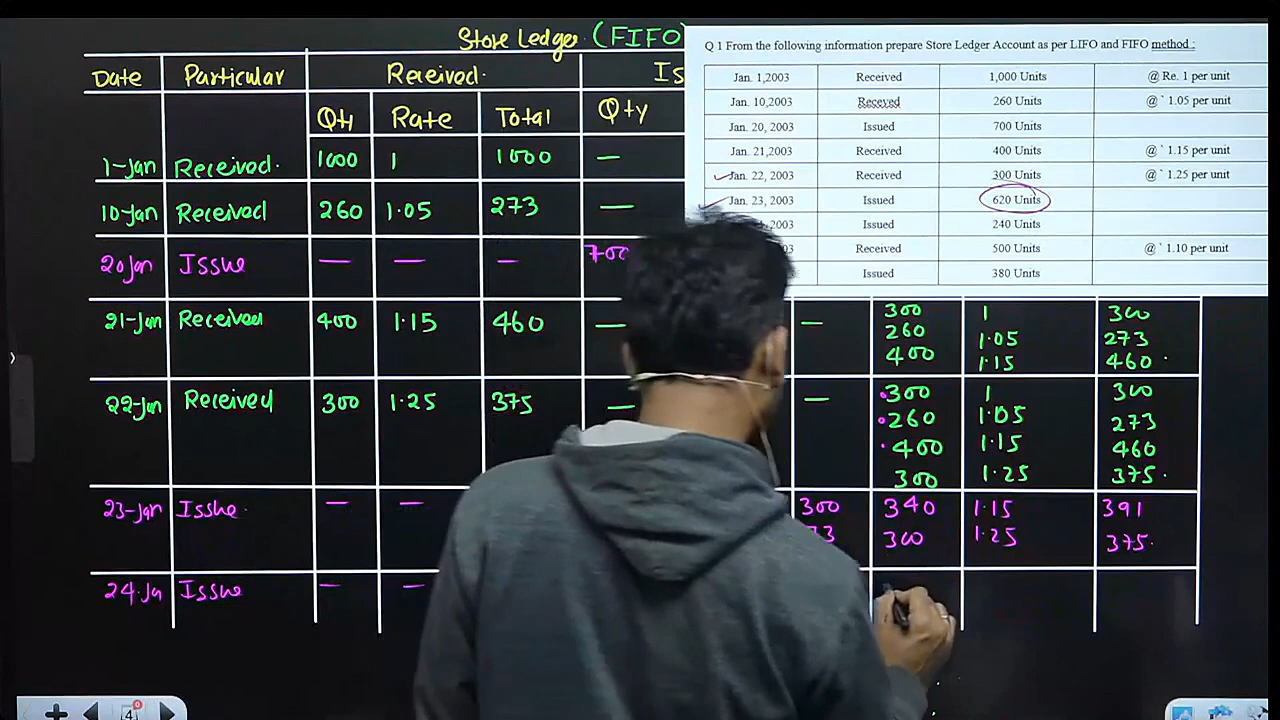 Store Ledger (FIFO)
Q 1 From the following information prepare Store Ledger Account as per LIFO and FIFO method :
Jan. 1,2003 Received 1,000 Units @ Re. 1 per unit
Jan. 10,2003 Receved 260 Units @ ` 1.05 per unit
Jan. 20, 2003 Issued 700 Units
Jan. 21,2003 Received 400 Units @ ` 1.15 per unit
Jan. 22, 2003 Received 300 Units @ ` 1.25 per unit
Jan. 23, 2003 Issued 620 Units
Issued 240 Units
Received 500 Units @ ` 1.10 per unit
Issued 380 Units
Date Particular Received Is
Qty Rate Total Qty
1-Jan Received. 1000 1 1000 —
10-Jan Received 260 1.05 273 —
20Jan Issue — — — 700
21-Jan Received 400 1.15 460 — — 300 1 300
260 1.05 273
400 1.15 460
22-Jan Received 300 1.25 375 — — 300 1 300
260 1.05 273
400 1.15 460
300 1.25 375
23-Jan Issue — — 300 340 1.15 391
300 1.25 375
24-Ja Issue — —
4